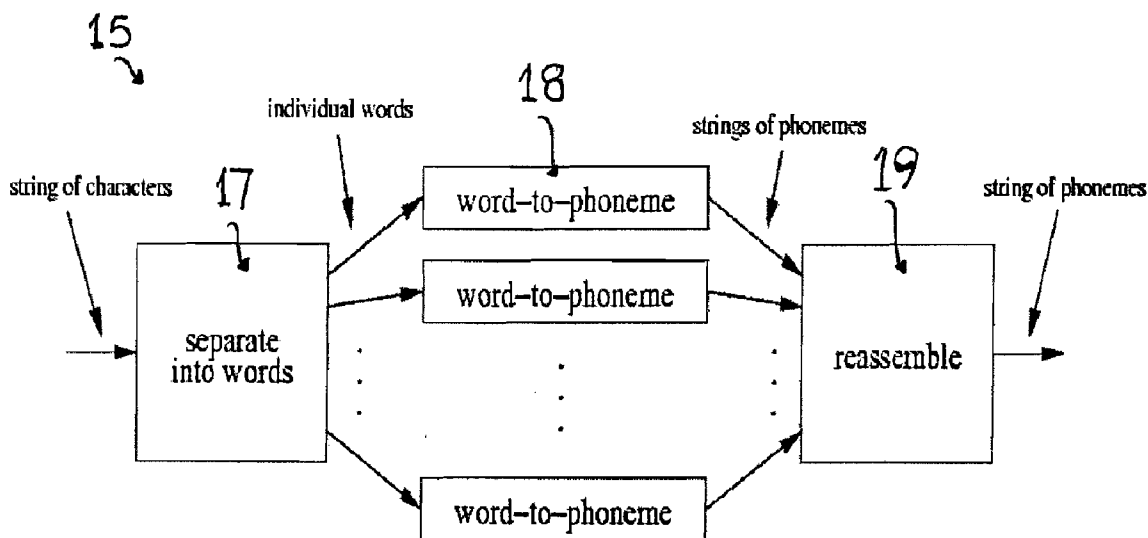 15
individual words
18
strings of phonemes
string of characters
17
word-to-phoneme
19
string of phonemes
word-to-phoneme
separate
into words
reassemble
word-to-phoneme